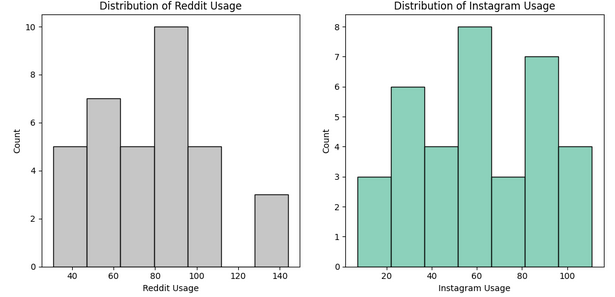 Distribution of Reddit Usage
Count
10
8
6
4
2
0
40 60 80 100 120 140
Reddit Usage
Distribution of Instagram Usage
Count
8
7
6
5
4
3
2
1
0
20 40 60 80 100
Instagram Usage